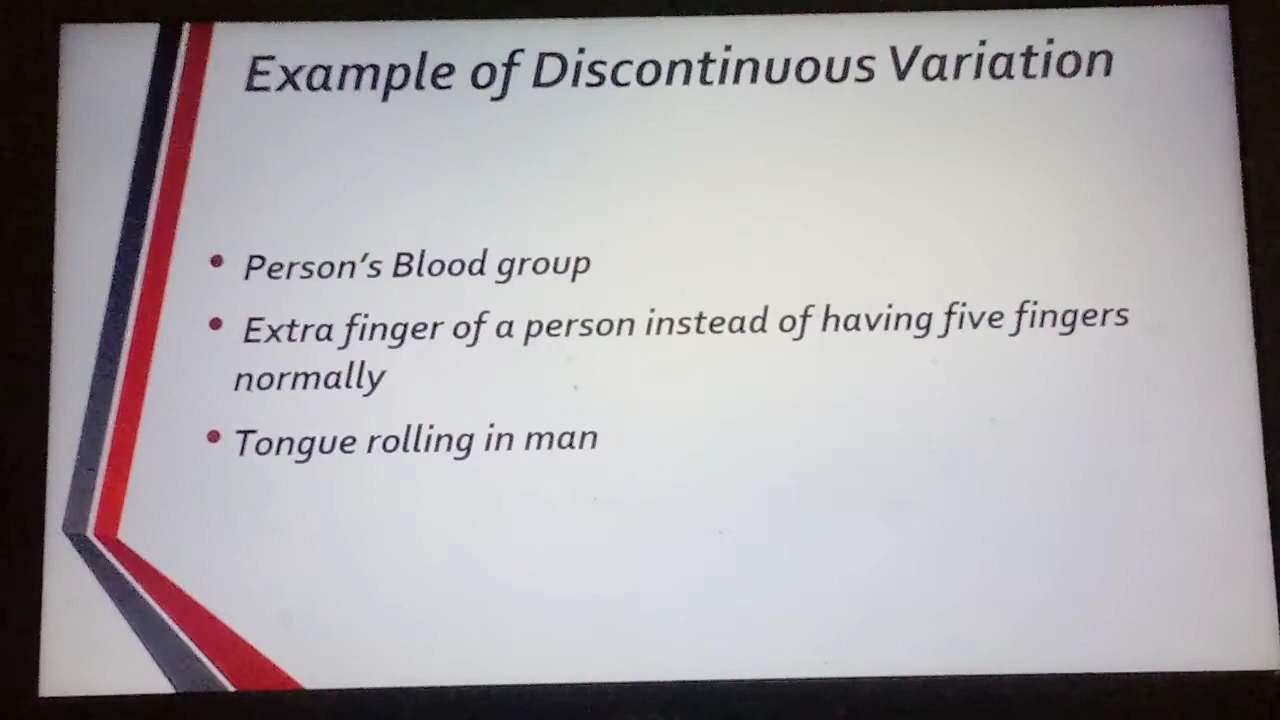 Example of Discontinuous Variation
• Person's Blood group
• Extra finger of a person instead of having five fingers
normally
• Tongue rolling in man